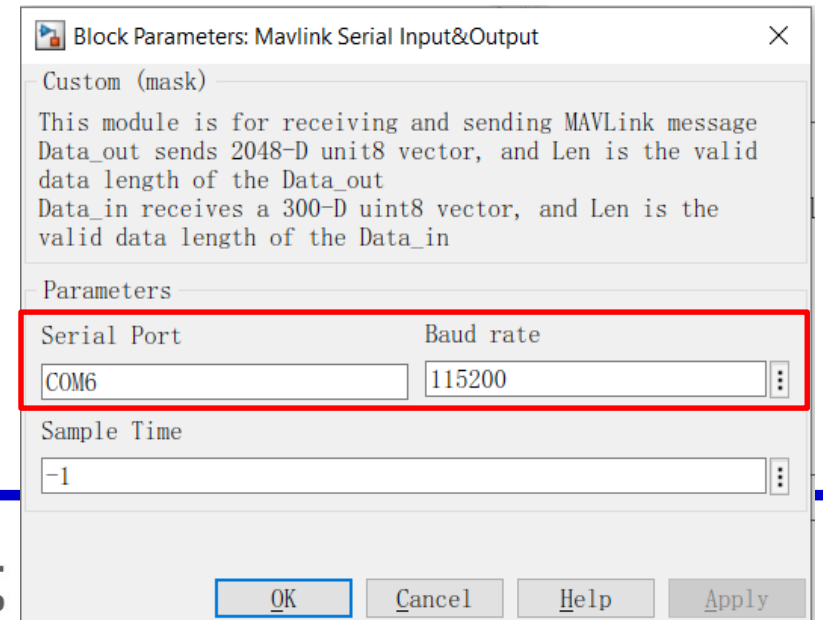 Block Parameters: Mavlink Serial Input&Output
Custom (mask)
This module is for receiving and sending MAVLink message
Data_out sends 2048-D unit8 vector, and Len is the valid
data length of the Data_out
Data_in receives a 300-D uint8 vector, and Len is the
valid data length of the Data_in
Parameters
Serial Port Baud rate
COM6 115200
Sample Time
-1
OK Cancel Help Apply